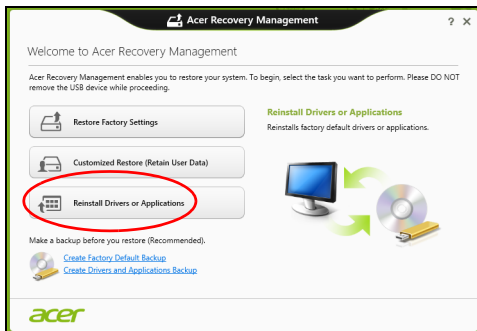 Acer Recovery Management
? X
Welcome to Acer Recovery Management
Acer Recovery Management enables you to restore your system. To begin, select the task you want to perform. Please DO NOT
remove the USB device while proceeding.
Restore Factory Settings
Customized Restore (Retain User Data)
Reinstall Drivers or Applications
Reinstall Drivers or Applications
Reinstalls factory default drivers or applications.
Make a backup before you restore (Recommended).
Create Factory Default Backup
Create Drivers and Applications Backup
acer